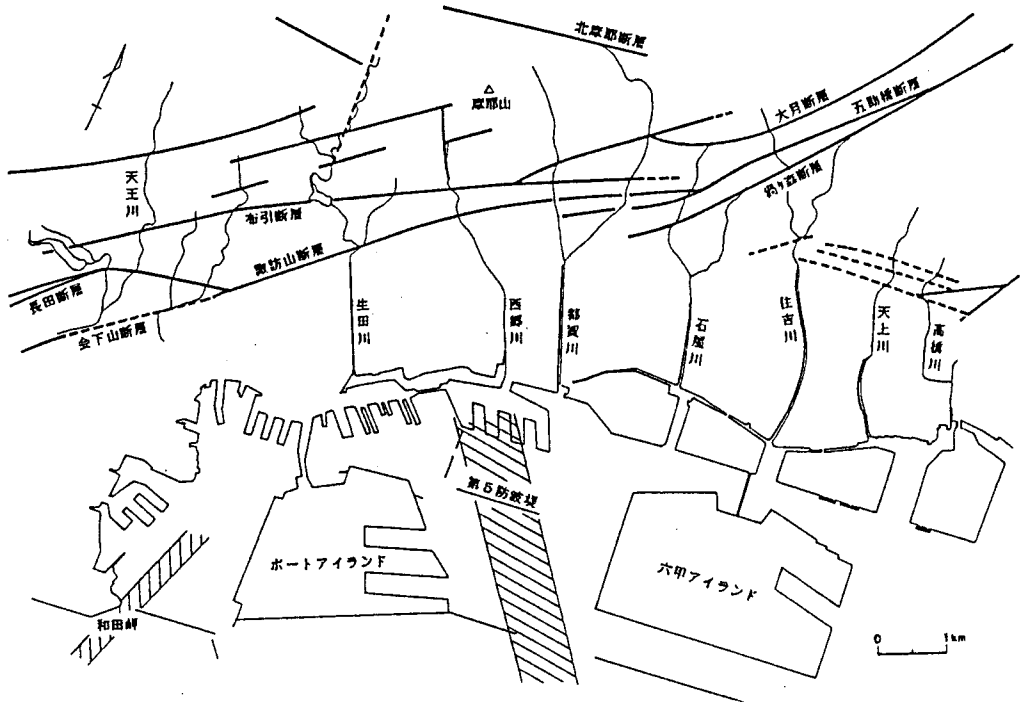 北摩耶断層
摩耶山
大月断層
五助橋断層
天王川
芦ヶ森断層
布引断層
諏訪山断層
長田断層
会下山断層
生田川
西郷川
都賀川
石屋川
住吉川
天上川
高橋川
第5防波堤
ポートアイランド
六甲アイランド
和田岬
0 1km